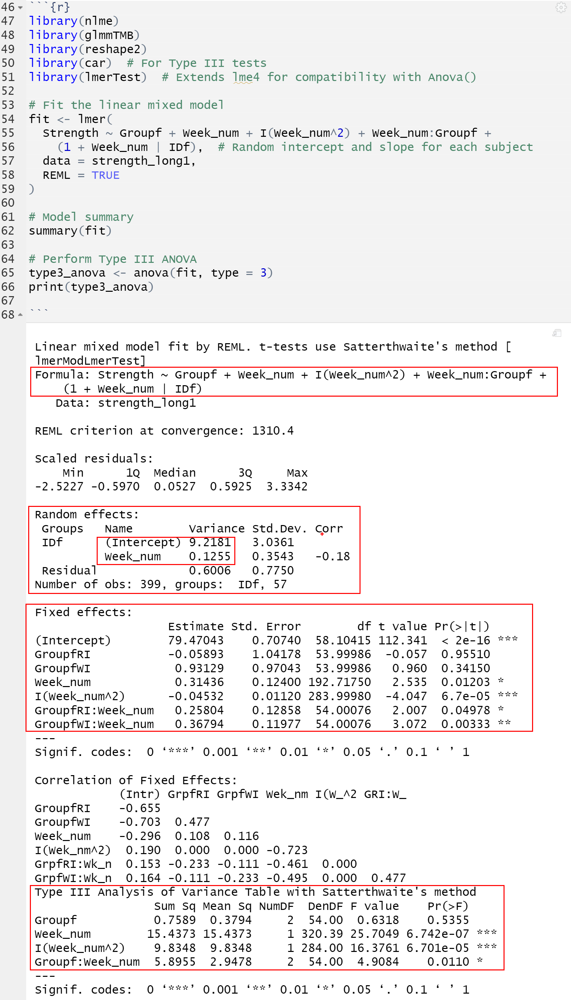 46 ```{r}
47 library(nlme)
48 library(glmmTMB)
49 library(reshape2)
50 library(car)  # For Type III tests
51 library(lmerTest)  # Extends lme4 for compatibility with Anova()
52
53 # Fit the linear mixed model
54 fit <- lmer(
55   Strength ~ Groupf + Week_num + I(Week_num^2) + Week_num:Groupf +
56     (1 + Week_num | IDf),  # Random intercept and slope for each subject
57   data = strength_long1,
58   REML = TRUE
59 )
60
61 # Model summary
62 summary(fit)
63
64 # Perform Type III ANOVA
65 type3_anova <- anova(fit, type = 3)
66 print(type3_anova)
67
68 ```
Linear mixed model fit by REML. t-tests use Satterthwaite's method [
lmerModLmerTest]
Formula: Strength ~ Groupf + Week_num + I(Week_num^2) + Week_num:Groupf +
    (1 + Week_num | IDf)
   Data: strength_long1
REML criterion at convergence: 1310.4
Scaled residuals:
    Min      1Q  Median      3Q     Max
-2.5227 -0.5970  0.0527  0.5925  3.3342
Random effects:
 Groups   Name        Variance Std.Dev. Corr
 IDf      (Intercept) 9.2181   3.0361
          Week_num    0.1255   0.3543   -0.18
 Residual             0.6006   0.7750
Number of obs: 399, groups:  IDf, 57
Fixed effects:
                   Estimate Std. Error        df t value Pr(>|t|)
(Intercept)        79.47043    0.70740  58.10415 112.341  < 2e-16 ***
GroupfRI           -0.05893    1.04178  53.99986  -0.057  0.95510
GroupfWI            0.93129    0.97043  53.99986   0.960  0.34150
Week_num            0.31436    0.12400 192.71750   2.535  0.01203 *
I(Week_num^2)      -0.04532    0.01120 283.99980  -4.047  6.7e-05 ***
GroupfRI:Week_num   0.25804    0.12858  54.00076   2.007  0.04978 *
GroupfWI:Week_num   0.36794    0.11977  54.00076   3.072  0.00333 **
---
Signif. codes:  0 ‘***’ 0.001 ‘**’ 0.01 ‘*’ 0.05 ‘.’ 0.1 ‘ ’ 1
Correlation of Fixed Effects:
            (Intr) GrpfRI GrpfWI Wek_nm I(W_^2 GRI:W_
GroupfRI    -0.655
GroupfWI    -0.703  0.477
Week_num    -0.296  0.108  0.116
I(Wek_nm^2)  0.190  0.000  0.000 -0.723
GrpfRI:Wk_n  0.153 -0.233 -0.111 -0.461  0.000
GrpfWI:Wk_n  0.164 -0.111 -0.233 -0.495  0.000  0.477
Type III Analysis of Variance Table with Satterthwaite's method
                 Sum Sq Mean Sq NumDF  DenDF F value    Pr(>F)
Groupf           0.7589  0.3794     2  54.00  0.6318    0.5355
Week_num        15.4373 15.4373     1 320.39 25.7049 6.742e-07 ***
I(Week_num^2)    9.8348  9.8348     1 284.00 16.3761 6.701e-05 ***
Groupf:Week_num  5.8955  2.9478     2  54.00  4.9084    0.0110 *
---
Signif. codes:  0 ‘***’ 0.001 ‘**’ 0.01 ‘*’ 0.05 ‘.’ 0.1 ‘ ’ 1